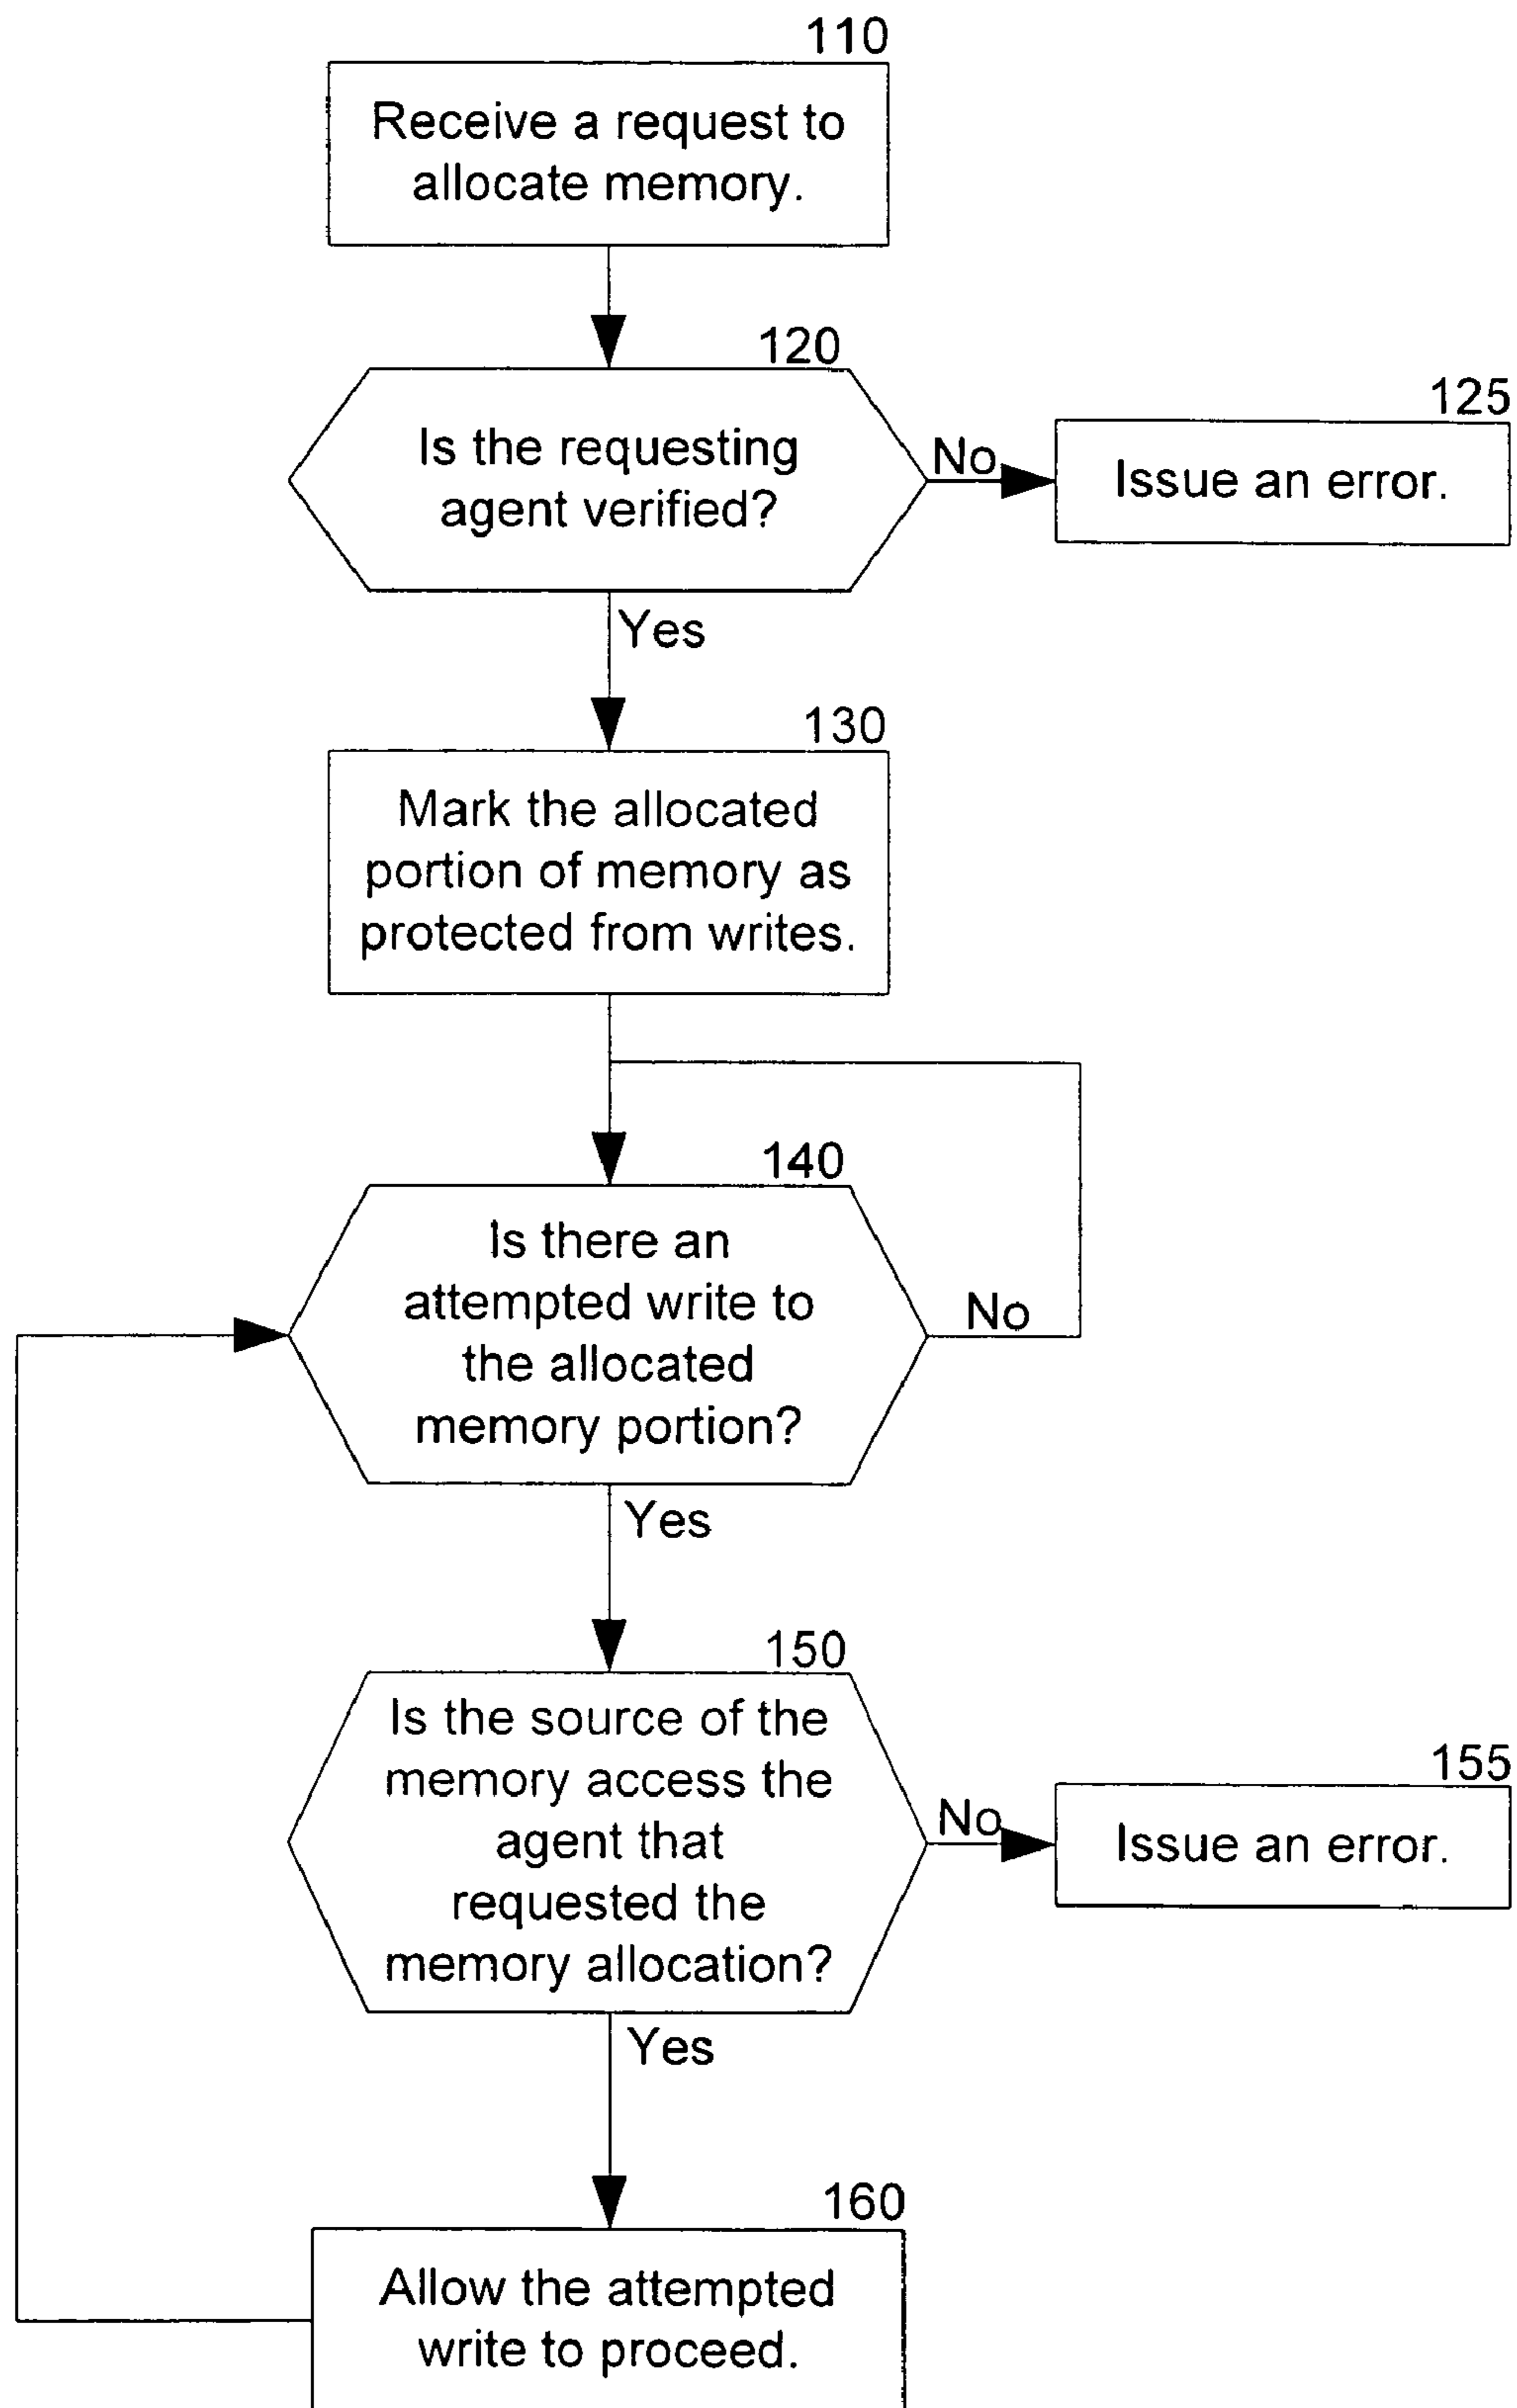 110
Receive a request to
allocate memory.
120
Is the requesting
agent verified?
No
125
Issue an error.
Yes
130
Mark the allocated
portion of memory as
protected from writes.
140
Is there an
attempted write to
the allocated
memory portion?
No
Yes
150
Is the source of the
memory access the
agent that
requested the
memory allocation?
No
155
Issue an error.
Yes
160
Allow the attempted
write to proceed.